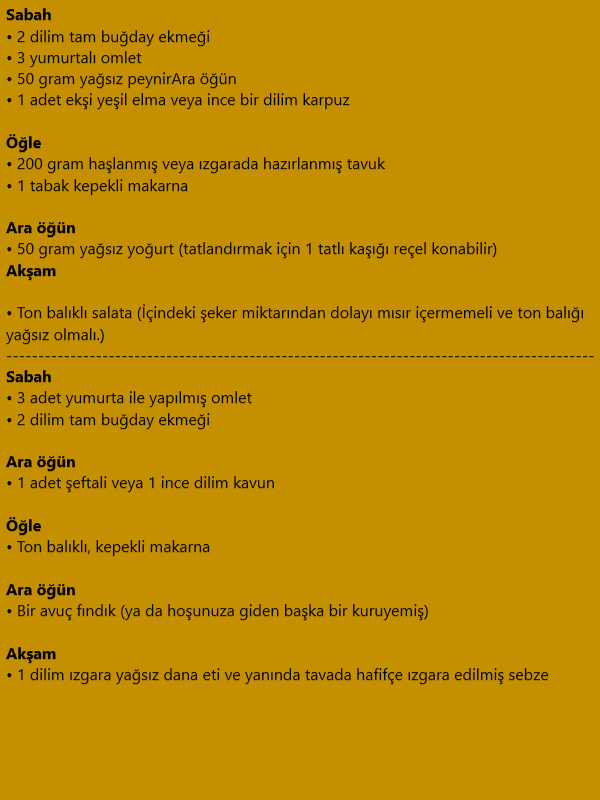 Sabah
• 2 dilim tam buğday ekmeği
• 3 yumurtalı omlet
• 50 gram yağsız peynirAra öğün
• 1 adet ekşi yeşil elma veya ince bir dilim karpuz
Öğle
• 200 gram haşlanmış veya ızgarada hazırlanmış tavuk
• 1 tabak kepekli makarna
Ara öğün
• 50 gram yağsız yoğurt (tatlandırmak için 1 tatlı kaşığı reçel konabilir)
Akşam
• Ton balıklı salata (İçindeki şeker miktarından dolayı mısır içermemeli ve ton balığı
yağsız olmalı.)
--------------------------------------------------------------------------------------------
Sabah
• 3 adet yumurta ile yapılmış omlet
• 2 dilim tam buğday ekmeği
Ara öğün
• 1 adet şeftali veya 1 ince dilim kavun
Öğle
• Ton balıklı, kepekli makarna
Ara öğün
• Bir avuç fındık (ya da hoşunuza giden başka bir kuruyemiş)
Akşam
• 1 dilim ızgara yağsız dana eti ve yanında tavada hafifçe ızgara edilmiş sebze